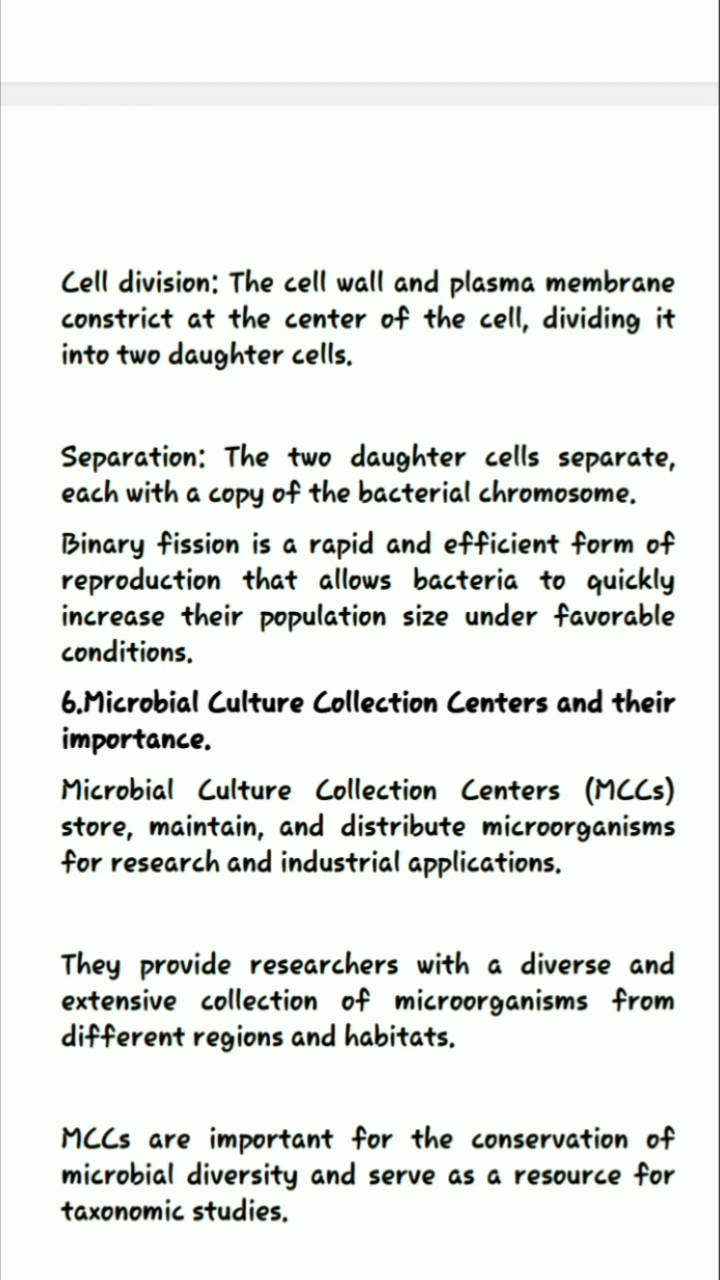 Cell division: The cell wall and plasma membrane
constrict at the center of the cell, dividing it
into two daughter cells.
Separation: The two daughter cells separate,
each with a copy of the bacterial chromosome.
Binary fission is a rapid and efficient form of
reproduction that allows bacteria to quickly
increase their population size under favorable
conditions.
6.Microbial Culture Collection Centers and their
importance.
Microbial Culture Collection Centers (MCCs)
store, maintain, and distribute microorganisms
for research and industrial applications.
They provide researchers with a diverse and
extensive collection of microorganisms from
different regions and habitats.
MCCs are important for the conservation of
microbial diversity and serve as a resource for
taxonomic studies.